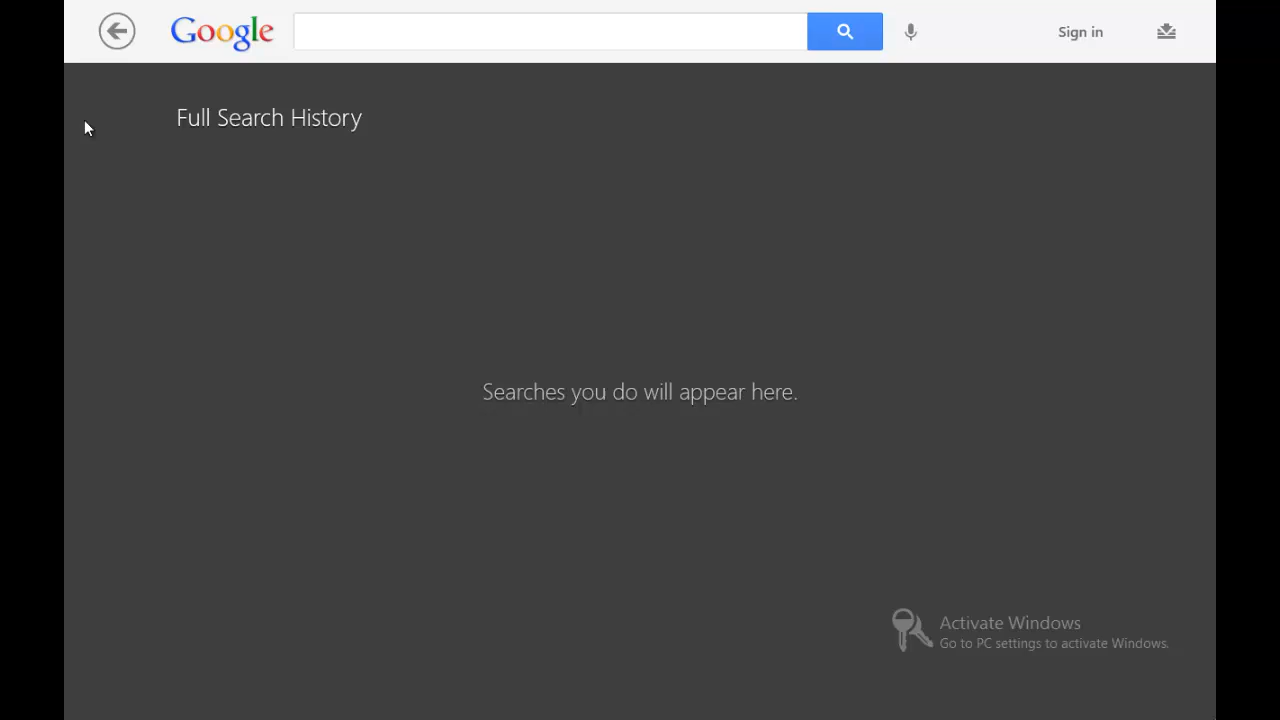 Google
Sign in
Full Search History
Searches you do will appear here.
Activate Windows
Go to PC settings to activate Windows.